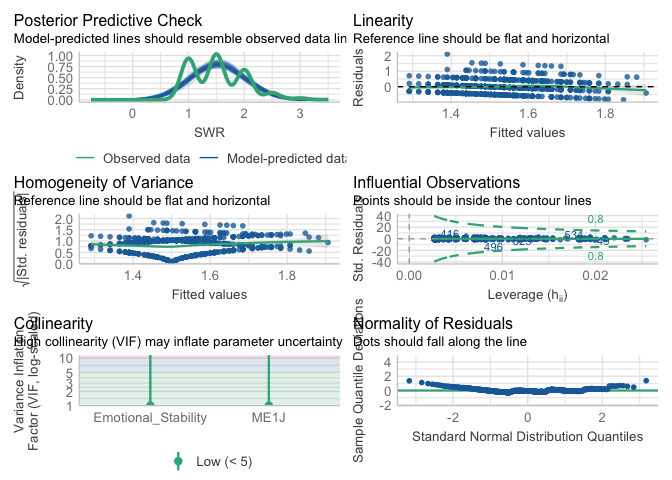 Posterior Predictive Check
Model-predicted lines should resemble observed data lin
Density
1.00
0.75
0.50
0.25
0.00
0 1 2 3
SWR
Observed data Model-predicted data
Linearity
Reference line should be flat and horizontal
Residuals
2
1
0
-1
1.4 1.6 1.8
Fitted values
Homogeneity of Variance
Reference line should be flat and horizontal
√|Std. residuals|
2.0
1.5
1.0
0.5
0.0
1.4 1.6 1.8
Fitted values
Influential Observations
Points should be inside the contour lines
Std. Residuals
40
20
0
-20
-40
0.8
0.8
416
496
0.00 0.01 0.02
Leverage (hii)
Collinearity
High collinearity (VIF) may inflate parameter uncertainty
Variance Inflation
Factor (VIF, log-scaled)
10
5
3
2
1
Emotional_Stability ME1J
Low (< 5)
Normality of Residuals
Dots should fall along the line
Sample Quantile Deviations
4
2
0
-2
-2 0 2
Standard Normal Distribution Quantiles